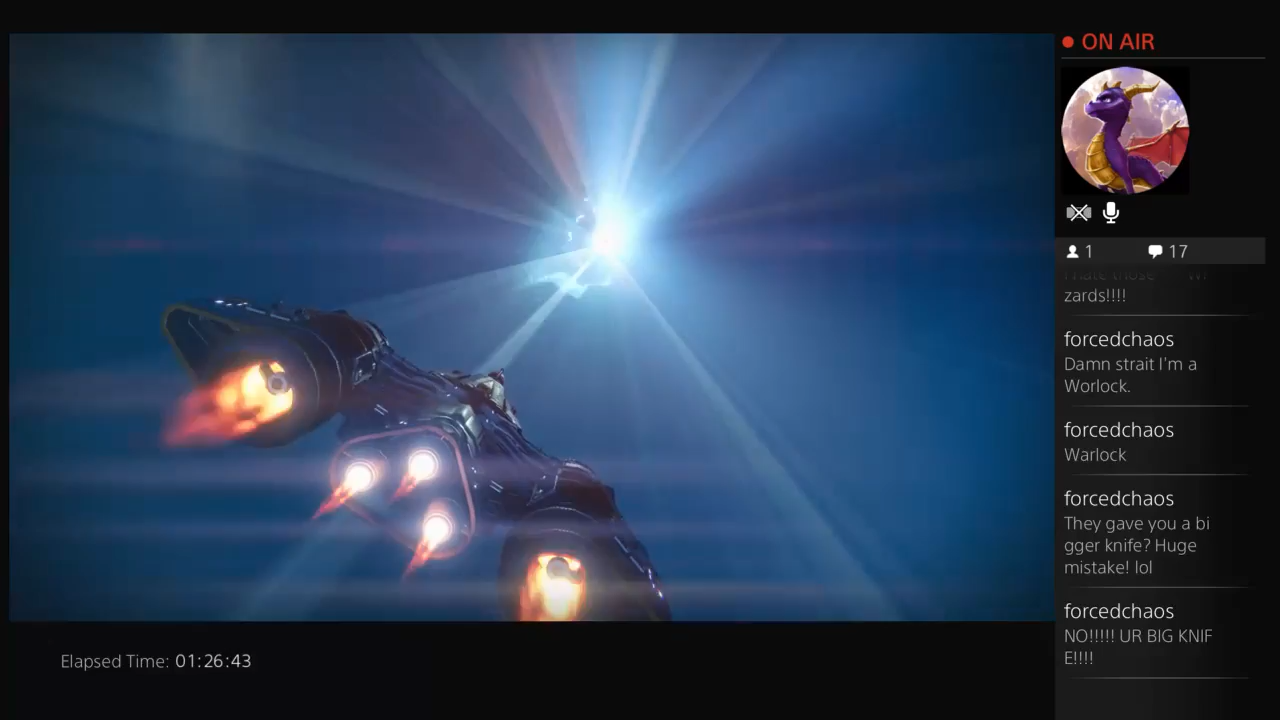 ON AIR
1 17
zards!!!!
forcedchaos
Damn strait I'm a
Worlock.
forcedchaos
Warlock
forcedchaos
They gave you a bi
gger knife? Huge
mistake! lol
forcedchaos
NO!!!!! UR BIG KNIF
E!!!!
Elapsed Time: 01:26:43